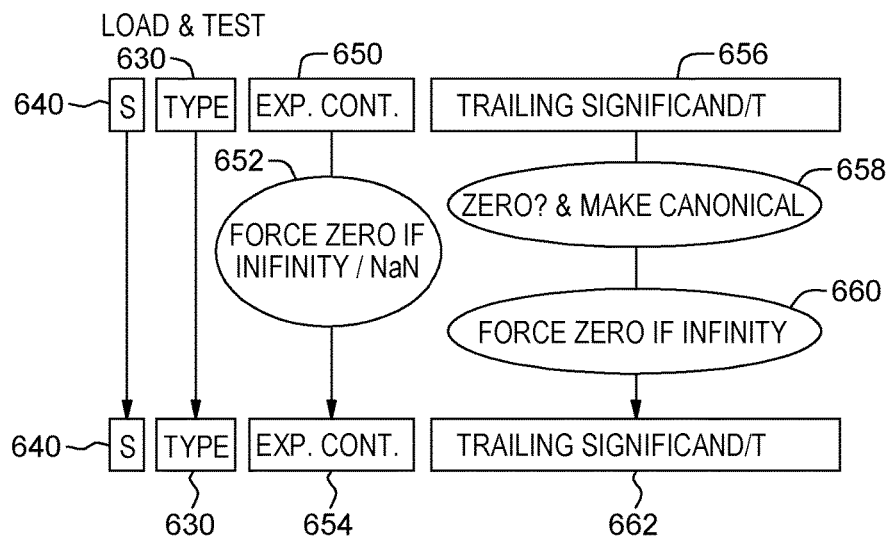 LOAD & TEST
630
650
656
640
S
TYPE
EXP. CONT.
TRAILING SIGNIFICAND/T
652
658
ZERO? & MAKE CANONICAL
FORCE ZERO IF
INIFINITY / NaN
660
FORCE ZERO IF INFINITY
640
S
TYPE
EXP. CONT.
TRAILING SIGNIFICAND/T
630
654
662